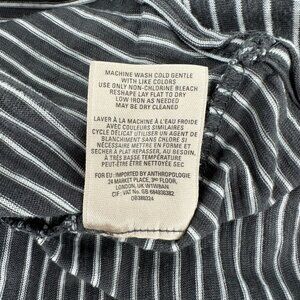 MACHINE WASH COLD GENTLE
WITH LIKE COLORS
USE ONLY NON-CHLORINE BLEACH
RESHAPE LAY FLAT TO DRY
LOW IRON AS NEEDED
MAY BE DRY CLEANED
LAVER À LA MACHINE À L'EAU FROIDE
AVEC COULEURS SIMILAIRES
CYCLE DÉLICAT UTILISER UN AGENT DE
BLANCHIMENT SANS CHLORE SI
NÉCESSAIRE METTRE EN FORME ET
SÉCHER À PLAT REPASSER, AU BESOIN,
À TRÈS BASSE TEMPÉRATURE
PEUT-ÊTRE ÊTRE NETTOYÉE SEC
FOR EU: IMPORTED BY ANTHROPOLOGIE
24 MARKET PLACE, 3RD FLOOR,
LONDON, UK W1W8AN
CIF: VAT No. GB 684636382